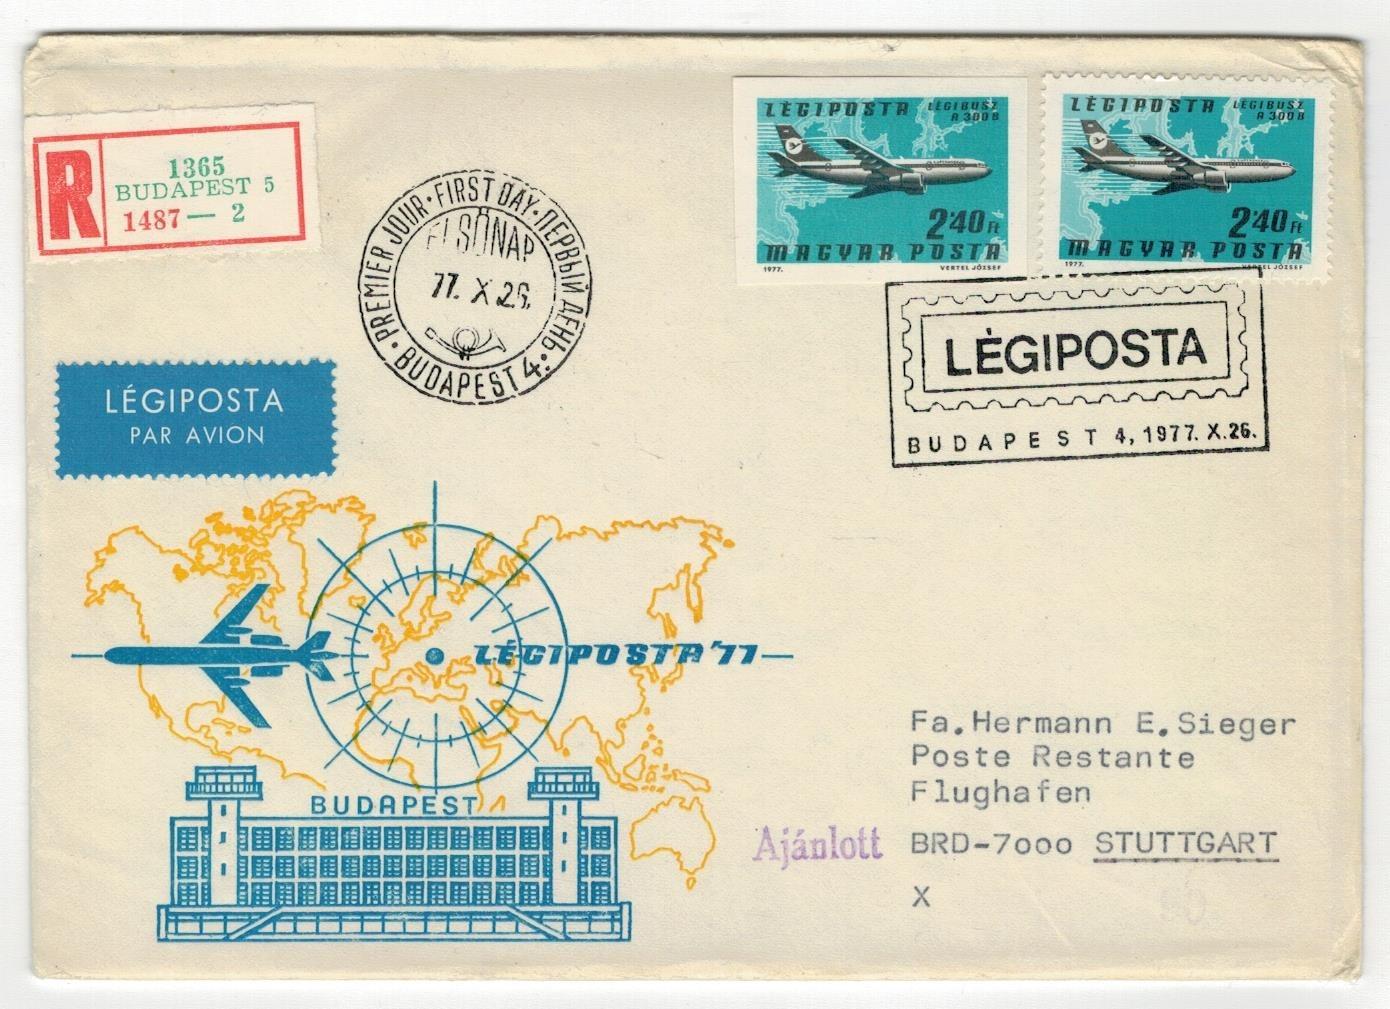 R
1365
BUDAPEST 5
1487 — 2
PREMIER JOUR · FIRST DAY · ПЕРВЫЙ ДЕНЬ ·
ELSŐNAP
77. X. 26.
· BUDAPEST 4. ·
LÉGIPOSTA LÉGIBUSZ
A 300B
2'40 Ft
MAGYAR POSTA
1977. VERTEL JÓZSEF
LÉGIPOSTA LÉGIBUSZ
A 300B
2'40 Ft
MAGYAR POSTA
1977. VERTEL JÓZSEF
LÉGIPOSTA
BUDAPEST 4, 1977. X. 26.
LÉGIPOSTA
PAR AVION
LÉGIPOSTA '77
BUDAPEST
Fa. Hermann E. Sieger
Poste Restante
Flughafen
Ajánlott
BRD-7000 STUTTGART
X